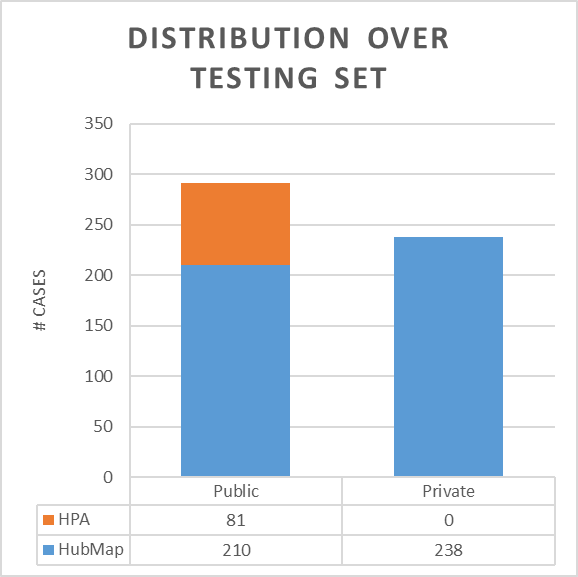 DISTRIBUTION OVER
TESTING SET
350
300
250
200
150
100
50
0
# CASES
Public Private
HPA 81 0
HubMap 210 238